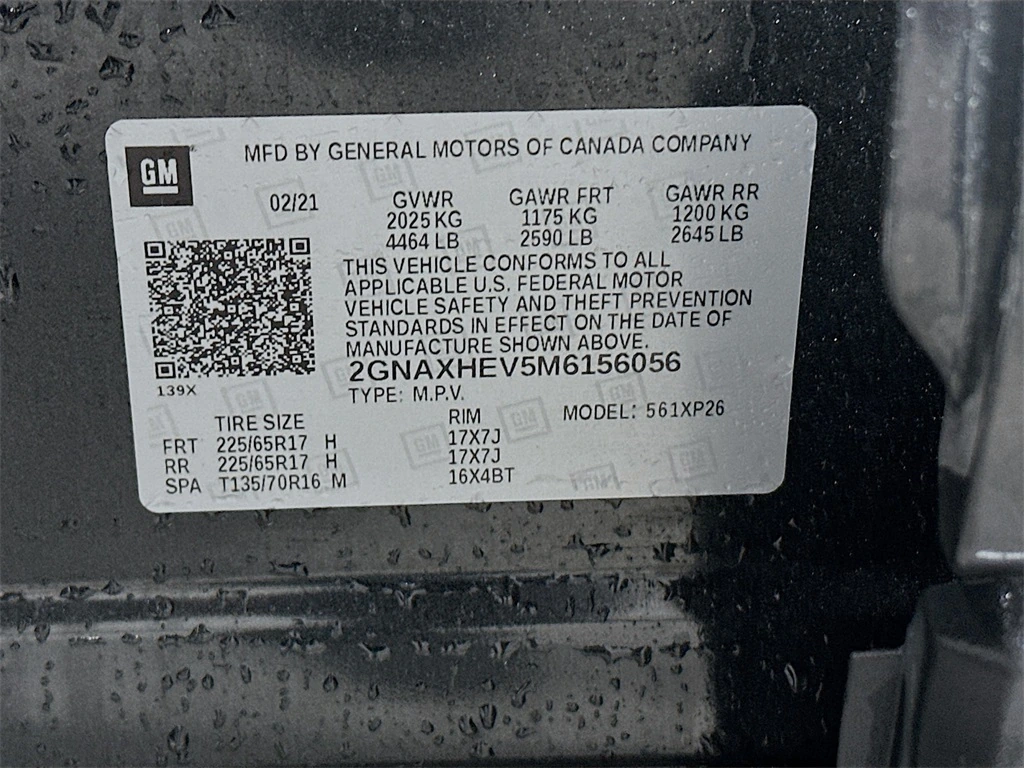 GM
MFD BY GENERAL MOTORS OF CANADA COMPANY
02/21 GVWR GAWR FRT GAWR RR
2025 KG 1175 KG 1200 KG
4464 LB 2590 LB 2645 LB
THIS VEHICLE CONFORMS TO ALL
APPLICABLE U.S. FEDERAL MOTOR
VEHICLE SAFETY AND THEFT PREVENTION
STANDARDS IN EFFECT ON THE DATE OF
MANUFACTURE SHOWN ABOVE.
2GNAXHEV5M6156056
139X
TYPE: M.P.V.
TIRE SIZE RIM MODEL: 561XP26
FRT 225/65R17 H 17X7J
RR 225/65R17 H 17X7J
SPA T135/70R16 M 16X4BT